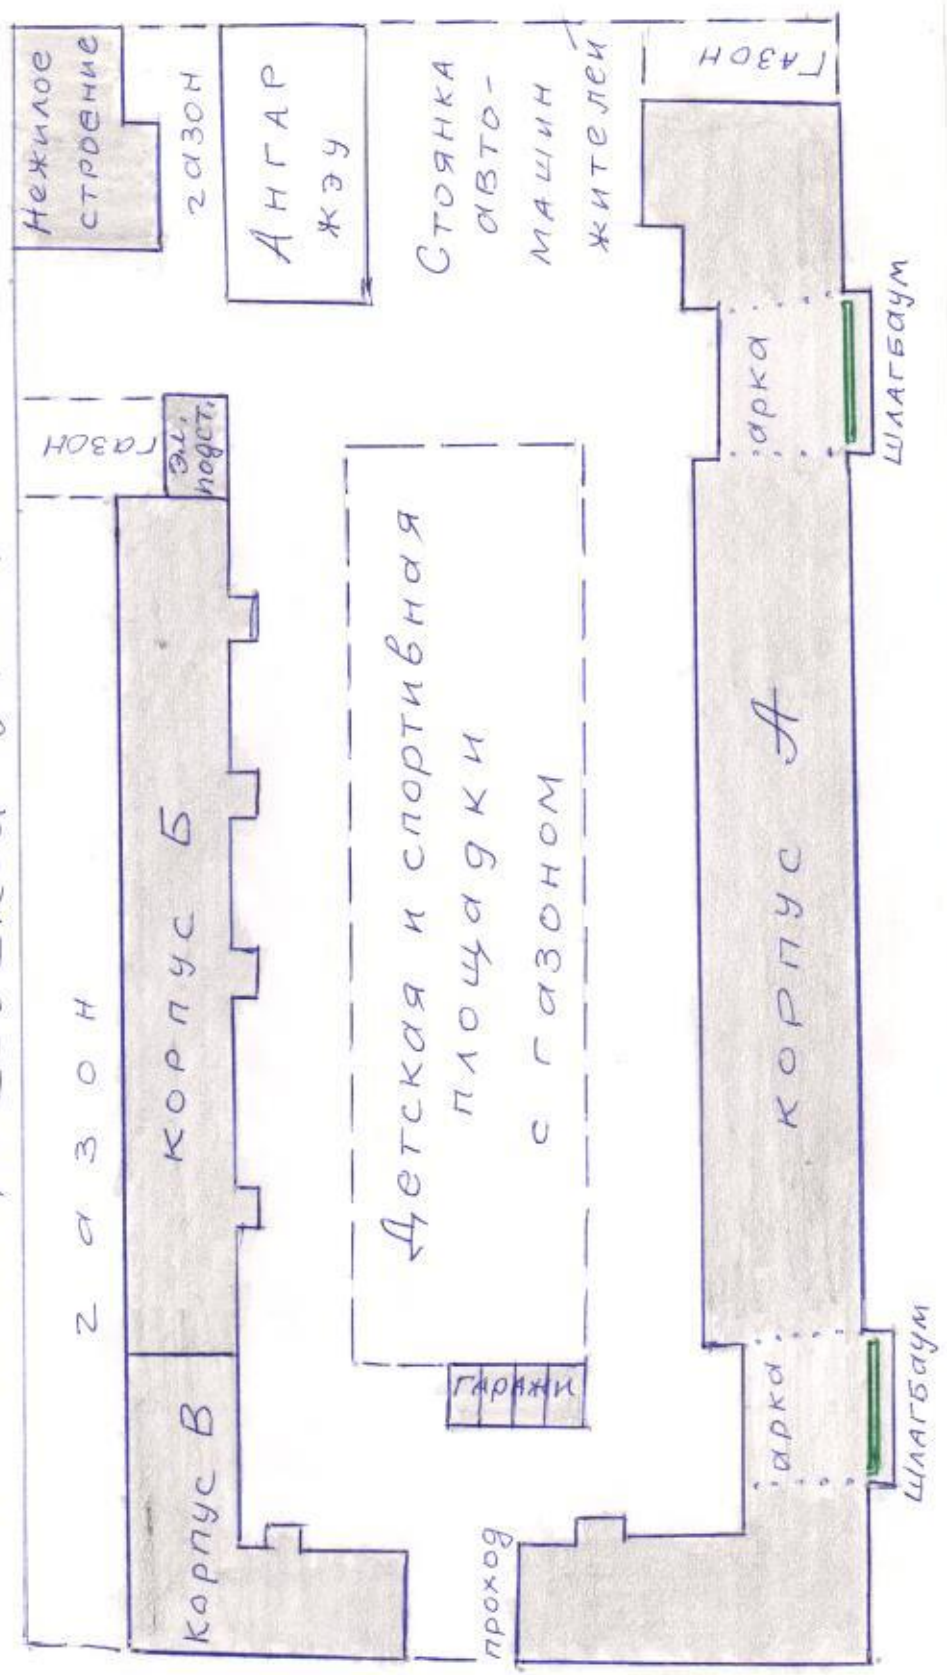 Нежилое
строение
газон
Ангар
жэу
Стоянка
авто-
машин
жителей
Газон
газон
эл.
подст.
газон
корпус Б
корпус В
Детская и спортивная
площадки
с газоном
гаражи
проход
арка
шлагбаум
корпус А
арка
шлагбаум